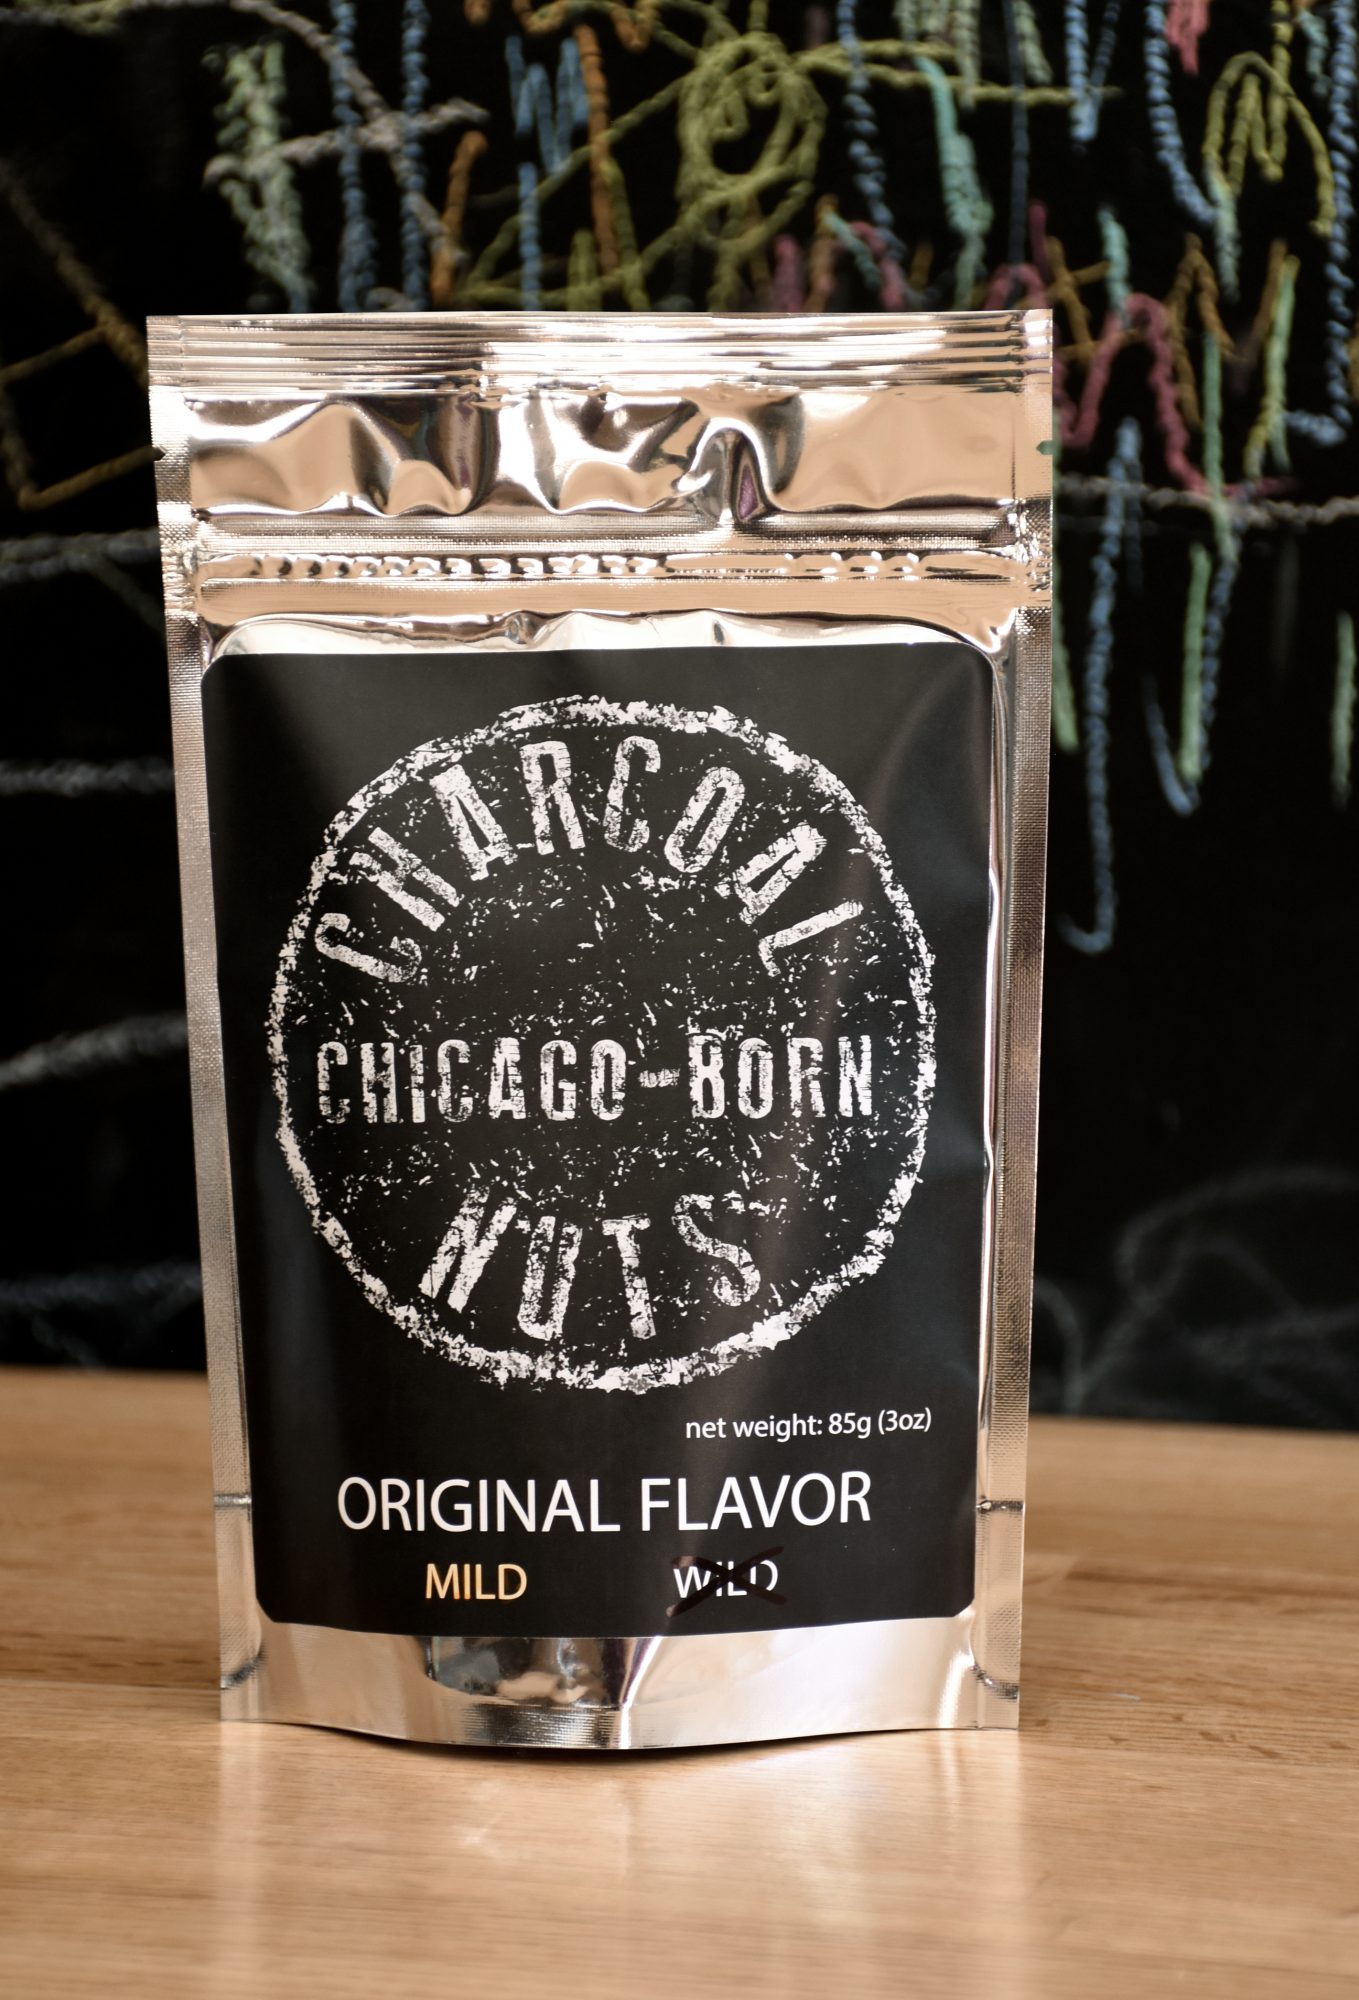 CHARCOAL
CHICAGO-BORN
NUTS
net weight: 85g (3oz)
ORIGINAL FLAVOR
MILD WILD